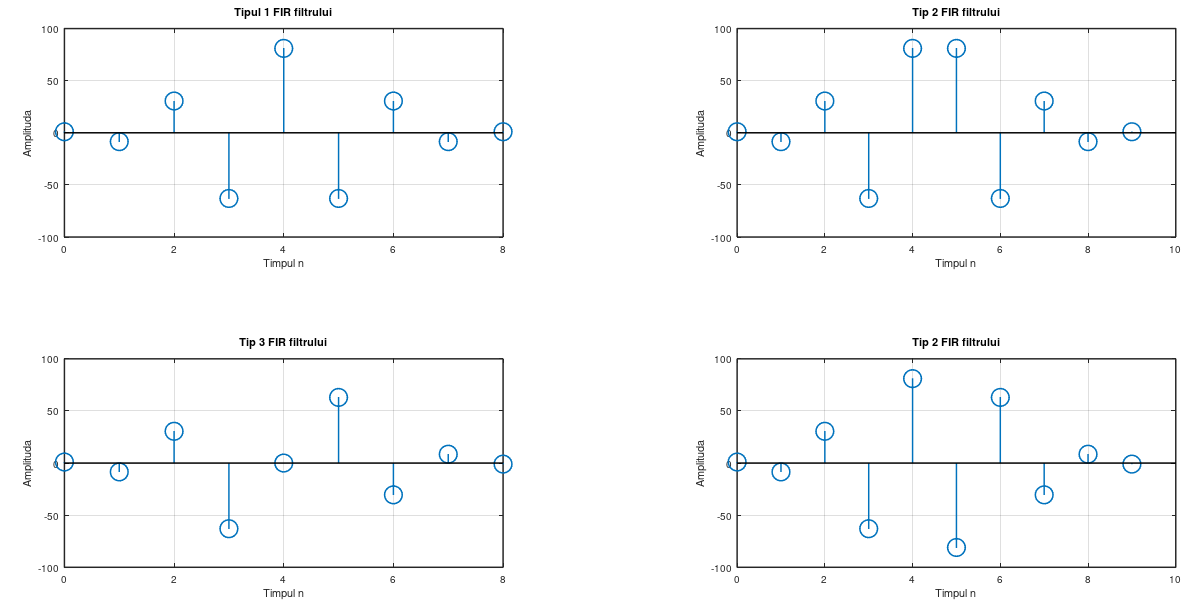 Tipul 1 FIR filtrului
100
50
0
-50
-100
Amplituda
0 2 4 6 8
Timpul n
Tip 2 FIR filtrului
100
50
0
-50
-100
Amplituda
0 2 4 6 8 10
Timpul n
Tip 3 FIR filtrului
100
50
0
-50
-100
Amplituda
0 2 4 6 8
Timpul n
Tip 2 FIR filtrului
100
50
0
-50
-100
Amplituda
0 2 4 6 8 10
Timpul n